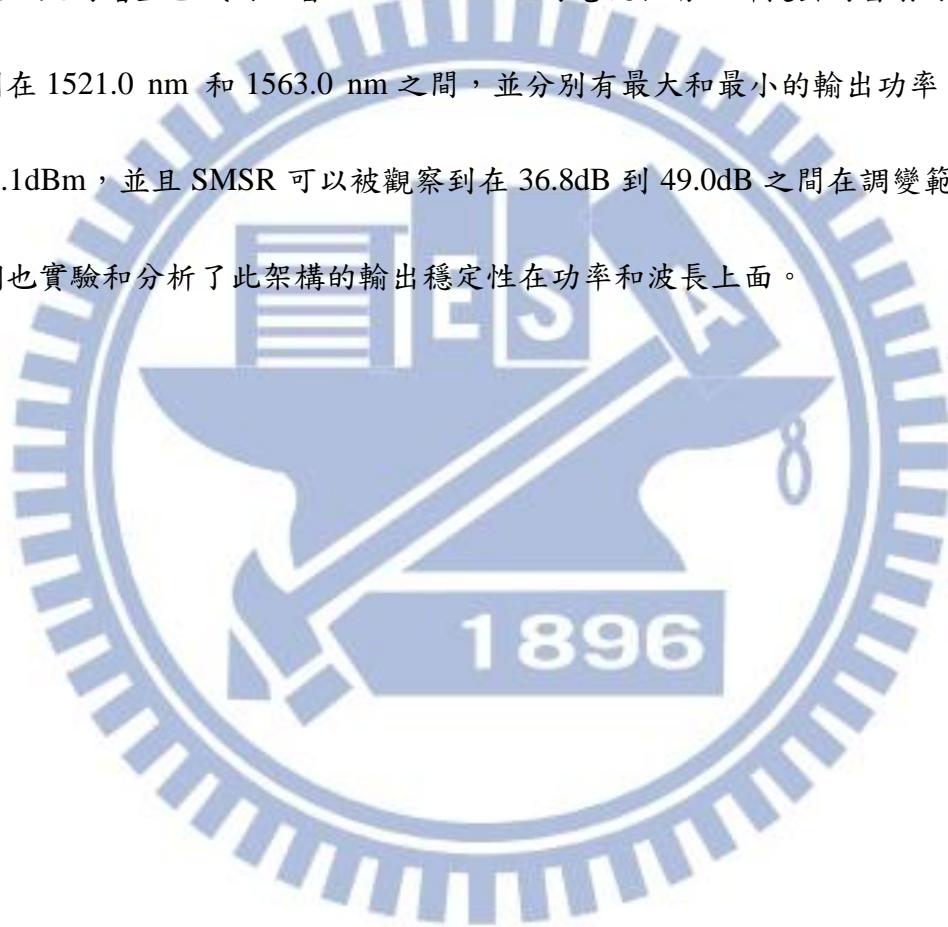 在 1521.0 nm 和 1563.0 nm 之間，並分別有最大和最小的輸出功率
.1dBm，並且 SMSR 可以被觀察到在 36.8dB 到 49.0dB 之間在調變範
也實驗和分析了此架構的輸出穩定性在功率和波長上面。
E S A
1896